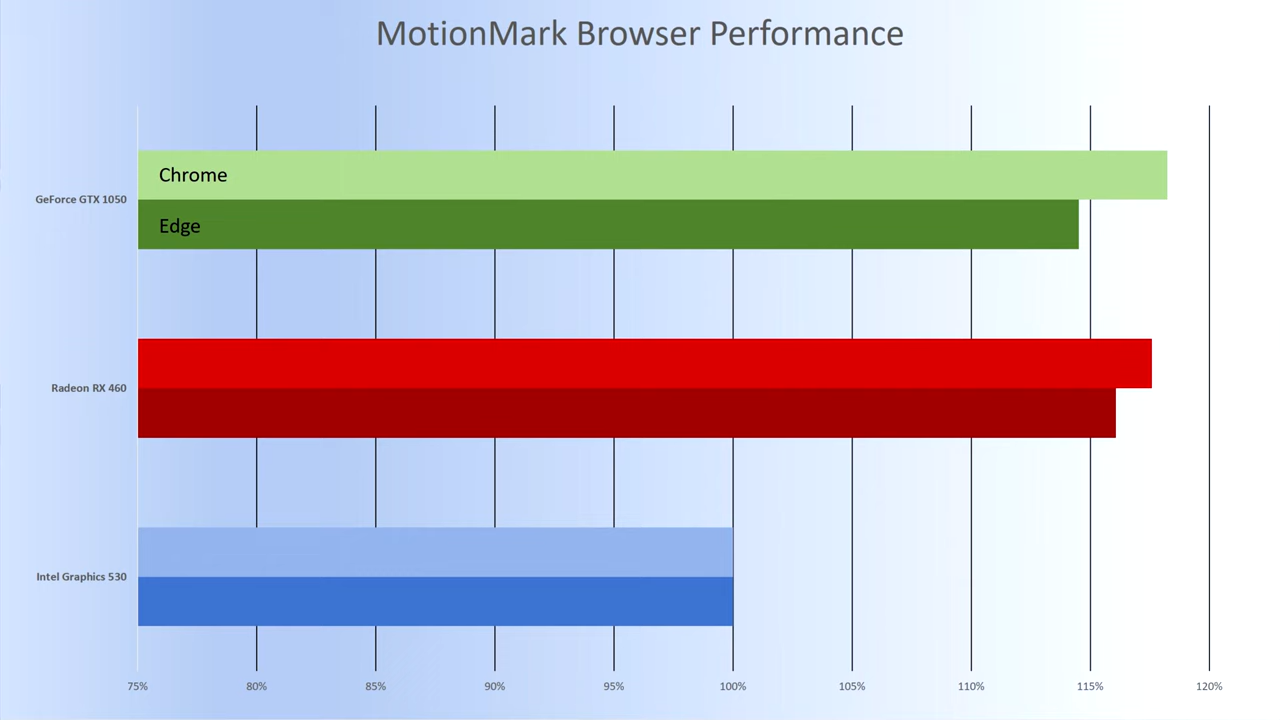 MotionMark Browser Performance
Chrome
GeForce GTX 1050
Edge
Radeon RX 460
Intel Graphics 530
75% 80% 85% 90% 95% 100% 105% 110% 115% 120%